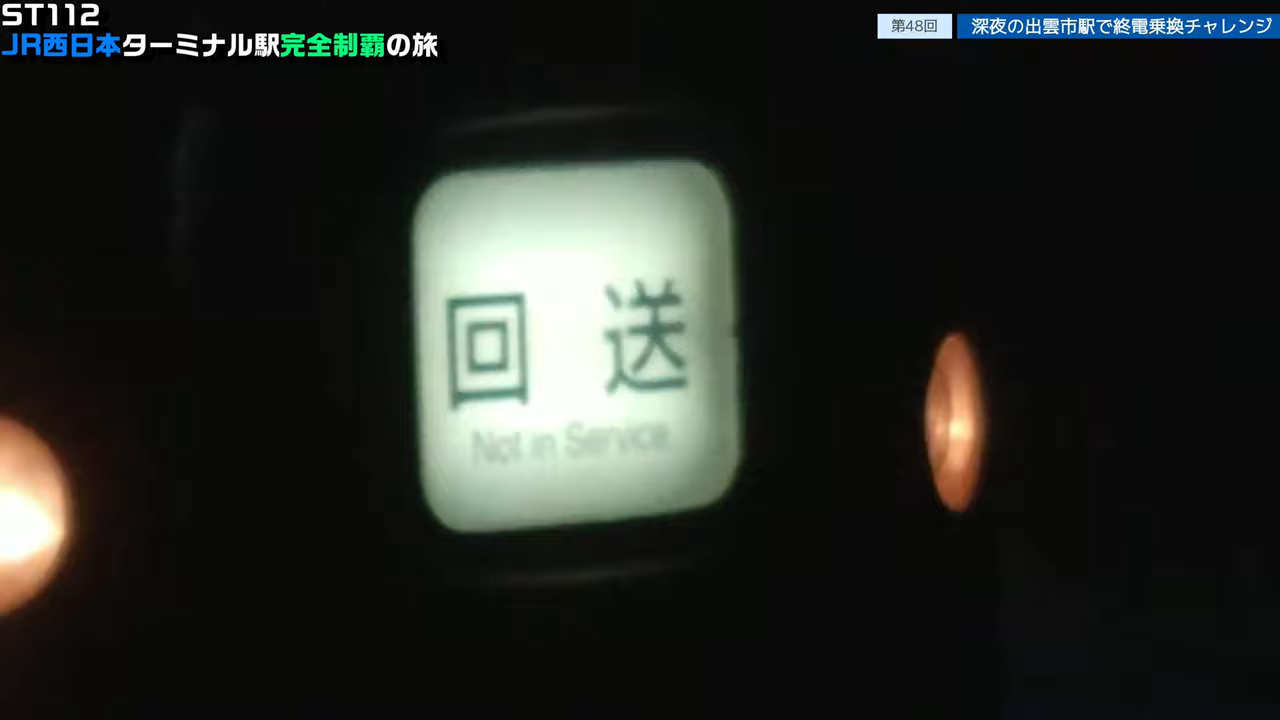 ST112
JR西日本ターミナル駅完全制覇の旅
第48回
深夜の出雲市駅で終電乗換チャレンジ
回送
Not in Service